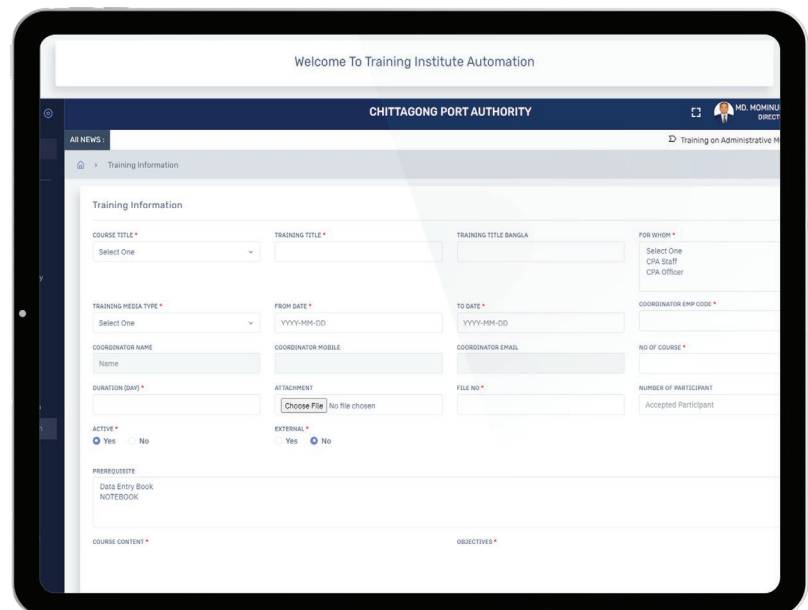 Welcome To Training Institute Automation
CHITTAGONG PORT AUTHORITY
MD. MOMINU
DIRECT
All NEWS :
Training on Administrative M
Training Information
Training Information
COURSE TITLE *
TRAINING TITLE *
TRAINING TITLE BANGLA
FOR WHOM *
Select One
Select One
CPA Staff
CPA Officer
TRAINING MEDIA TYPE *
FROM DATE *
TO DATE *
COORDINATOR EMP CODE *
Select One
YYYY-MM-DD
YYYY-MM-DD
COORDINATOR NAME
COORDINATOR MOBILE
COORDINATOR EMAIL
NO OF COURSE *
Name
DURATION (DAY) *
ATTACHMENT
FILE NO *
NUMBER OF PARTICIPANT
Choose File No file chosen
Accepted Participant
ACTIVE *
EXTERNAL *
Yes No
Yes No
PREREQUISITE
Data Entry Book
NOTEBOOK
COURSE CONTENT *
OBJECTIVES *